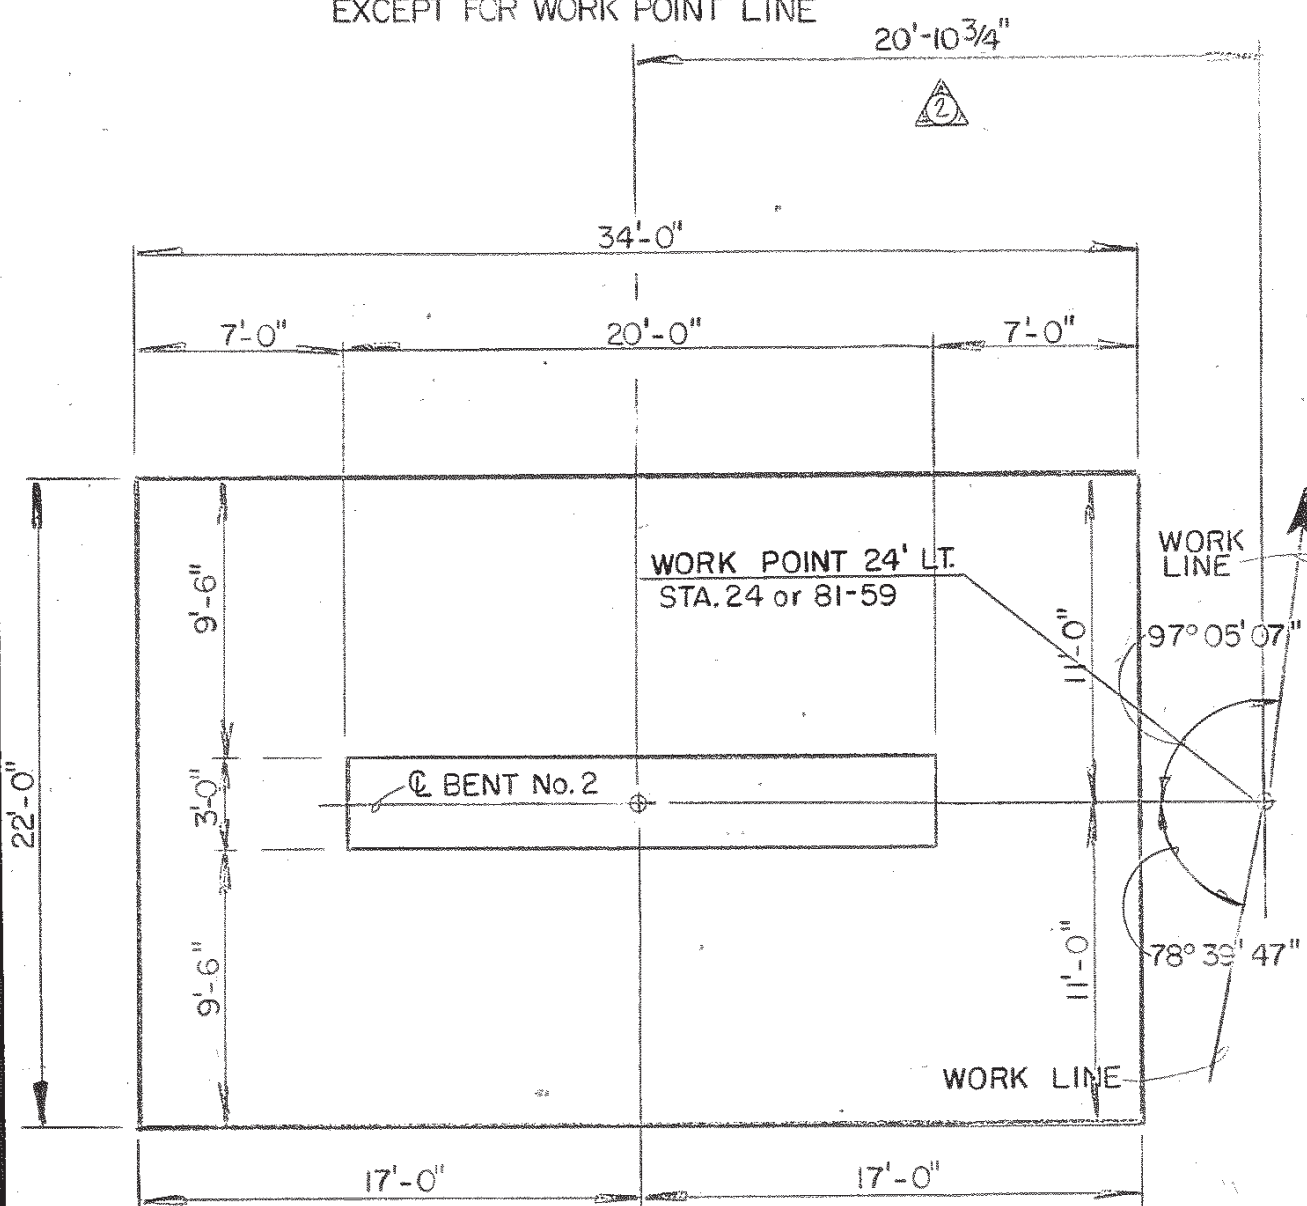 EXCEPT FOR WORK POINT LINE
20'-10 3/4"
2
34'-0"
7'-0"
20'-0"
7'-0"
WORK POINT 24' LT.
STA. 24 or 81-59
WORK
LINE
9'-6"
11'-0"
97° 05' 07"
℄ BENT No. 2
3'-0"
22'-0"
9'-6"
11'-0"
78° 39' 47"
WORK LINE
17'-0"
17'-0"